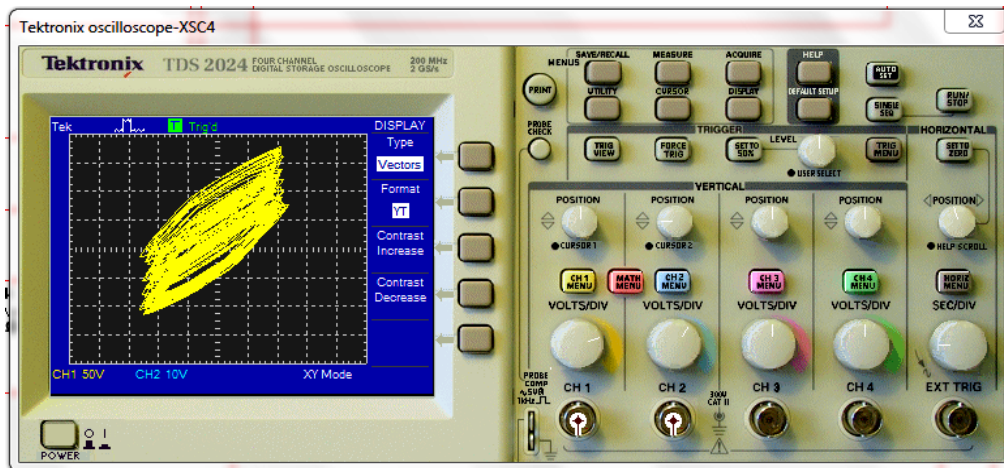 Tektronix oscilloscope-XSC4
Tektronix TDS 2024 FOUR CHANNEL DIGITAL STORAGE OSCILLOSCOPE 200 MHz 2 GS/s
Tek T Trig'd DISPLAY
Type
Vectors
Format
YT
Contrast
Increase
Contrast
Decrease
CH1 50V CH2 10V XY Mode
POWER
PRINT
PROBE
CHECK
MENUS
SAVE/RECALL MEASURE ACQUIRE HELP
UTILITY CURSOR DISPLAY DEFAULT SETUP
AUTO
SET
SINGLE
SEQ
RUN/
STOP
TRIGGER
TRIG
VIEW
FORCE
TRIG
SET TO
50%
LEVEL
USER SELECT
TRIG
MENU
HORIZONTAL
SET TO
ZERO
VERTICAL
POSITION POSITION POSITION POSITION POSITION
CURSOR 1 CURSOR 2 HELP SCROLL
CH 1
MENU
MATH
MENU
CH 2
MENU
CH 3
MENU
CH 4
MENU
HORIZ
MENU
VOLTS/DIV VOLTS/DIV VOLTS/DIV VOLTS/DIV SEC/DIV
PROBE
COMP
~5V@
1kHz
CH 1 CH 2 CH 3 CH 4 EXT TRIG
300V
CAT II